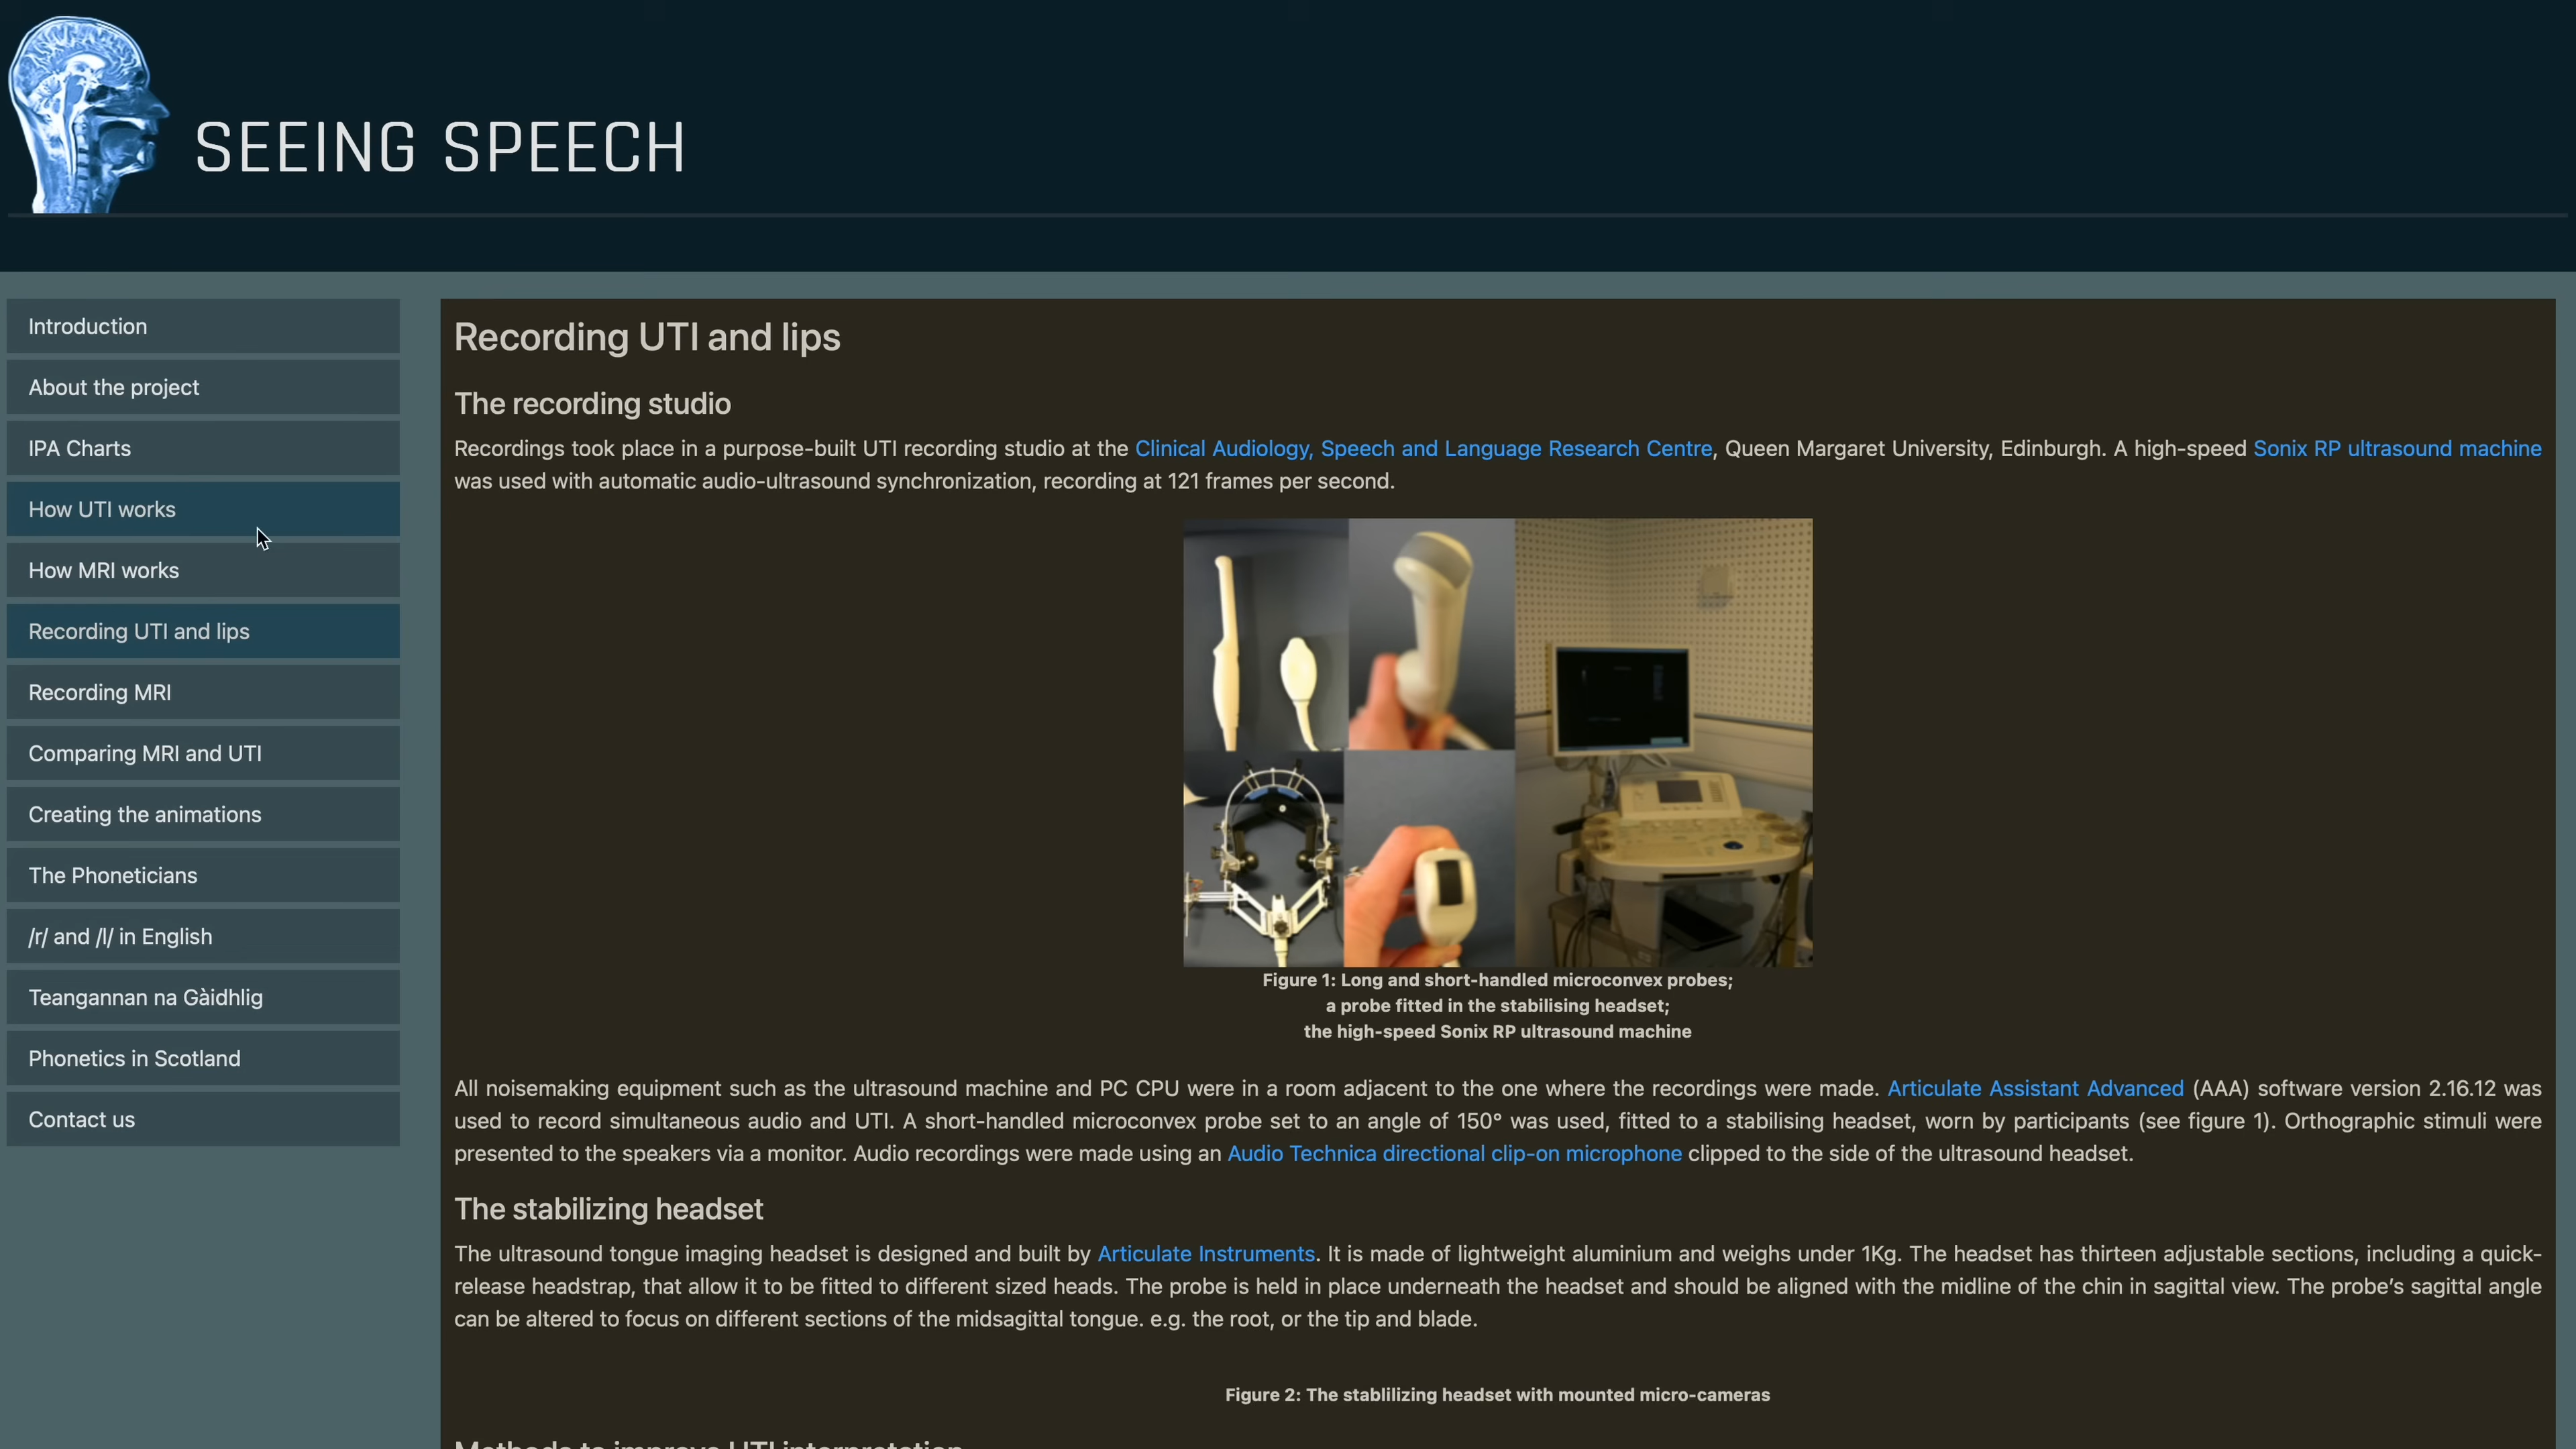 SEEING SPEECH
Introduction
About the project
IPA Charts
How UTI works
How MRI works
Recording UTI and lips
Recording MRI
Comparing MRI and UTI
Creating the animations
The Phoneticians
/r/ and /l/ in English
Teangannan na Gàidhlig
Phonetics in Scotland
Contact us
Recording UTI and lips
The recording studio
Recordings took place in a purpose-built UTI recording studio at the Clinical Audiology, Speech and Language Research Centre, Queen Margaret University, Edinburgh. A high-speed Sonix RP ultrasound machine
was used with automatic audio-ultrasound synchronization, recording at 121 frames per second.
Figure 1: Long and short-handled microconvex probes;
a probe fitted in the stabilising headset;
the high-speed Sonix RP ultrasound machine
All noisemaking equipment such as the ultrasound machine and PC CPU were in a room adjacent to the one where the recordings were made. Articulate Assistant Advanced (AAA) software version 2.16.12 was
used to record simultaneous audio and UTI. A short-handled microconvex probe set to an angle of 150° was used, fitted to a stabilising headset, worn by participants (see figure 1). Orthographic stimuli were
presented to the speakers via a monitor. Audio recordings were made using an Audio Technica directional clip-on microphone clipped to the side of the ultrasound headset.
The stabilizing headset
The ultrasound tongue imaging headset is designed and built by Articulate Instruments. It is made of lightweight aluminium and weighs under 1Kg. The headset has thirteen adjustable sections, including a quick-
release headstrap, that allow it to be fitted to different sized heads. The probe is held in place underneath the headset and should be aligned with the midline of the chin in sagittal view. The probe's sagittal angle
can be altered to focus on different sections of the midsagittal tongue. e.g. the root, or the tip and blade.
Figure 2: The stablilizing headset with mounted micro-cameras
Methods to improve UTI interpretation